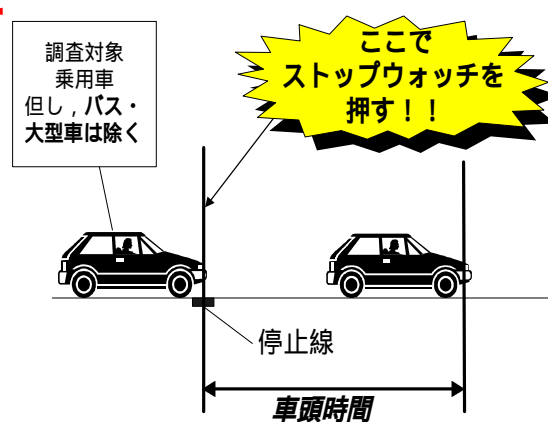 調査対象
乗用車
但し，バス・
大型車は除く
ここで
ストップウォッチを
押す！！
停止線
車頭時間